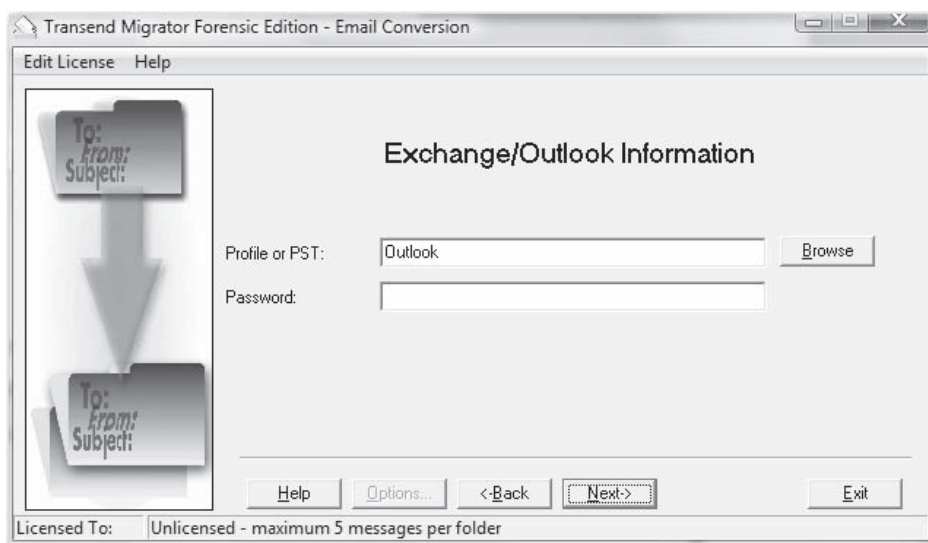 Transend Migrator Forensic Edition - Email Conversion
Edit License Help
To:
From:
Subject:
Exchange/Outlook Information
Profile or PST: Outlook Browse
Password:
To:
From:
Subject:
Help Options... <-Back Next-> Exit
Licensed To: Unlicensed - maximum 5 messages per folder